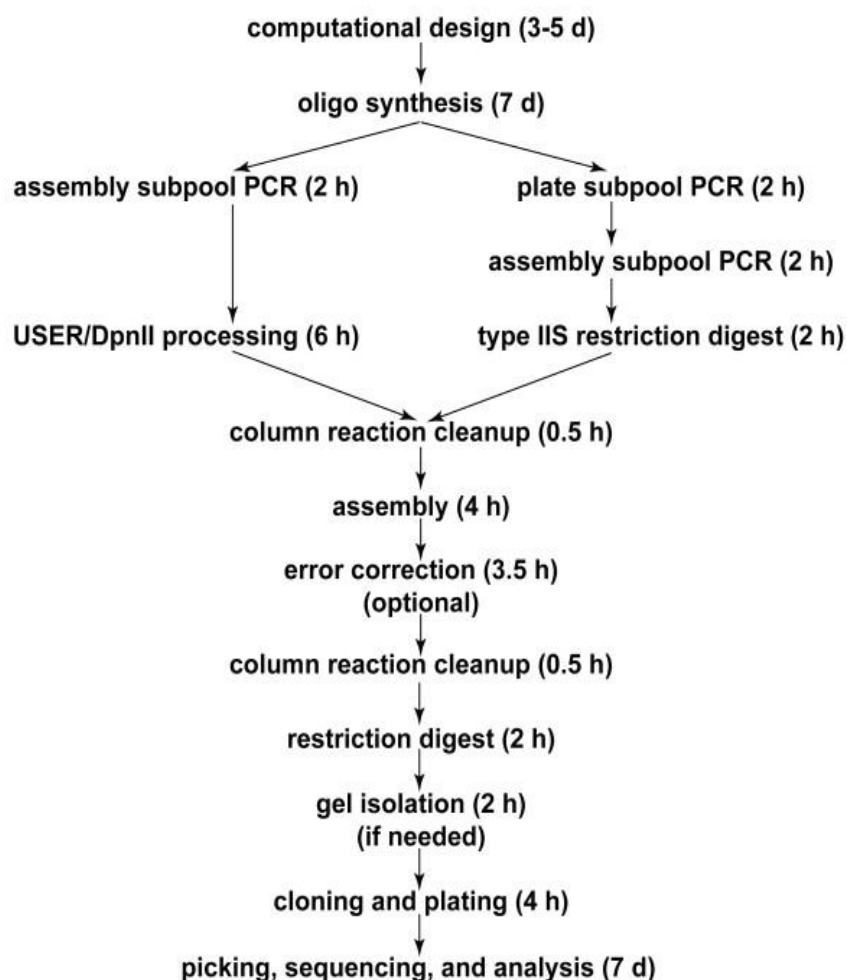 computational design (3-5 d)
oligo synthesis (7 d)
assembly subpool PCR (2 h)
plate subpool PCR (2 h)
assembly subpool PCR (2 h)
USER/DpnII processing (6 h)
type IIS restriction digest (2 h)
column reaction cleanup (0.5 h)
assembly (4 h)
error correction (3.5 h)
(optional)
column reaction cleanup (0.5 h)
restriction digest (2 h)
gel isolation (2 h)
(if needed)
cloning and plating (4 h)
picking, sequencing, and analysis (7 d)